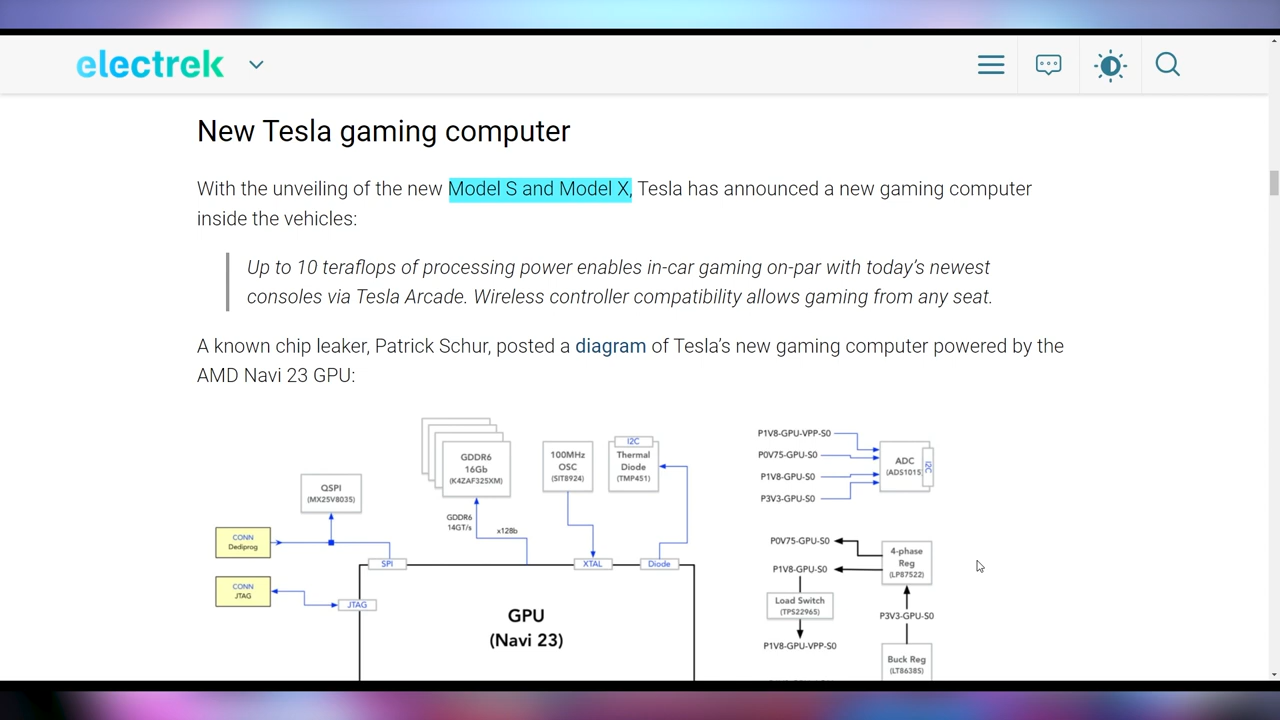 electrek
New Tesla gaming computer
With the unveiling of the new Model S and Model X, Tesla has announced a new gaming computer
inside the vehicles:
Up to 10 teraflops of processing power enables in-car gaming on-par with today's newest
consoles via Tesla Arcade. Wireless controller compatibility allows gaming from any seat.
A known chip leaker, Patrick Schur, posted a diagram of Tesla's new gaming computer powered by the
AMD Navi 23 GPU:
QSPI
(MX25V8035)
CONN
Dediprog
CONN
JTAG
GDDR6
16Gb
(K4ZAF325XM)
GDDR6
14GT/s
x128b
100MHz
OSC
(SIT8924)
I2C
Thermal
Diode
(TMP451)
SPI
XTAL
Diode
JTAG
GPU
(Navi 23)
P1V8-GPU-VPP-S0
P0V75-GPU-S0
P1V8-GPU-S0
P3V3-GPU-S0
ADC
(ADS1015)
I2C
P0V75-GPU-S0
P1V8-GPU-S0
4-phase
Reg
(LP87522)
Load Switch
(TPS22965)
P3V3-GPU-S0
P1V8-GPU-VPP-S0
Buck Reg
(LT8638S)